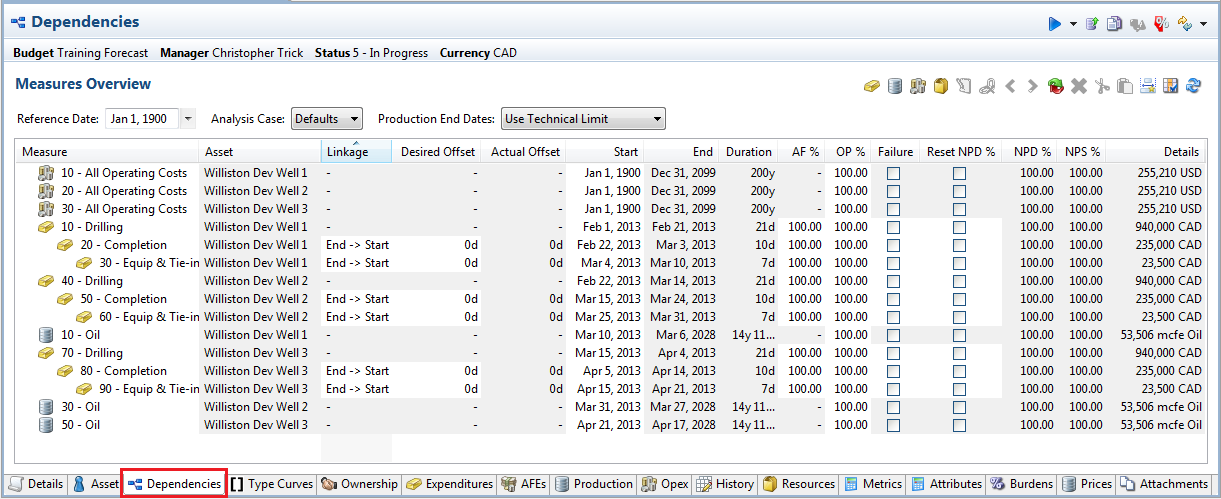 Dependencies
Budget Training Forecast Manager Christopher Trick Status 5 - In Progress Currency CAD
Measures Overview
Reference Date: Jan 1, 1900 Analysis Case: Defaults Production End Dates: Use Technical Limit
Measure Asset Linkage Desired Offset Actual Offset Start End Duration AF % OP % Failure Reset NPD % NPD % NPS % Details
10 - All Operating Costs Williston Dev Well 1 - - - Jan 1, 1900 Dec 31, 2099 200y - 100.00 100.00 100.00 255,210 USD
20 - All Operating Costs Williston Dev Well 2 - - - Jan 1, 1900 Dec 31, 2099 200y - 100.00 100.00 100.00 255,210 USD
30 - All Operating Costs Williston Dev Well 3 - - - Jan 1, 1900 Dec 31, 2099 200y - 100.00 100.00 100.00 255,210 USD
10 - Drilling Williston Dev Well 1 - - - Feb 1, 2013 Feb 21, 2013 21d 100.00 100.00 100.00 100.00 940,000 CAD
20 - Completion Williston Dev Well 1 End -> Start 0d 0d Feb 22, 2013 Mar 3, 2013 10d 100.00 100.00 100.00 100.00 235,000 CAD
30 - Equip & Tie-in Williston Dev Well 1 End -> Start 0d 0d Mar 4, 2013 Mar 10, 2013 7d 100.00 100.00 100.00 100.00 23,500 CAD
40 - Drilling Williston Dev Well 2 - - - Feb 22, 2013 Mar 14, 2013 21d 100.00 100.00 100.00 100.00 940,000 CAD
50 - Completion Williston Dev Well 2 End -> Start 0d 0d Mar 15, 2013 Mar 24, 2013 10d 100.00 100.00 100.00 100.00 235,000 CAD
60 - Equip & Tie-in Williston Dev Well 2 End -> Start 0d 0d Mar 25, 2013 Mar 31, 2013 7d 100.00 100.00 100.00 100.00 23,500 CAD
10 - Oil Williston Dev Well 1 - - - Mar 10, 2013 Mar 6, 2028 14y 11... - 100.00 100.00 100.00 53,506 mcfe Oil
70 - Drilling Williston Dev Well 3 - - - Mar 15, 2013 Apr 4, 2013 21d 100.00 100.00 100.00 100.00 940,000 CAD
80 - Completion Williston Dev Well 3 End -> Start 0d 0d Apr 5, 2013 Apr 14, 2013 10d 100.00 100.00 100.00 100.00 235,000 CAD
90 - Equip & Tie-in Williston Dev Well 3 End -> Start 0d 0d Apr 15, 2013 Apr 21, 2013 7d 100.00 100.00 100.00 100.00 23,500 CAD
30 - Oil Williston Dev Well 2 - - - Mar 31, 2013 Mar 27, 2028 14y 11... - 100.00 100.00 100.00 53,506 mcfe Oil
50 - Oil Williston Dev Well 3 - - - Apr 21, 2013 Apr 17, 2028 14y 11... - 100.00 100.00 100.00 53,506 mcfe Oil
Details Asset Dependencies Type Curves Ownership Expenditures AFEs Production Opex History Resources Metrics Attributes Burdens Prices Attachments